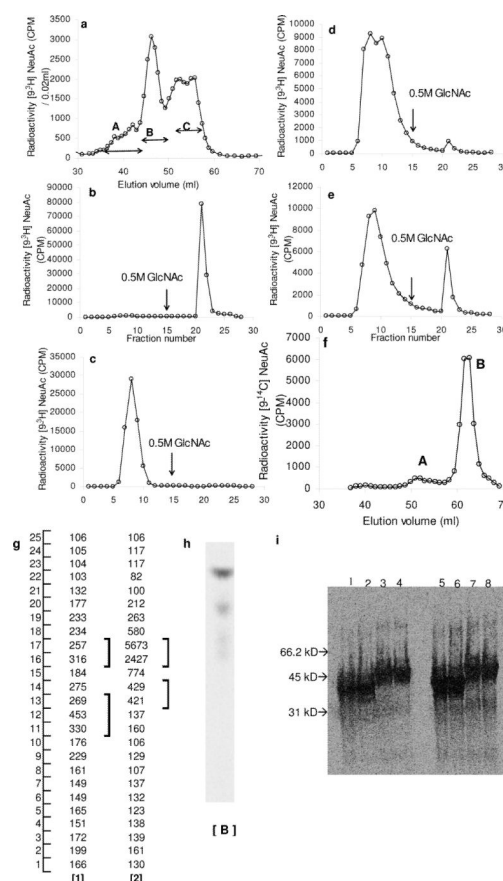 a
Radioactivity [9-³H] NeuAc (CPM / 0.02ml)
3500
3000
2500
2000
1500
1000
500
0
A
B
C
30 40 50 60 70
Elution volume (ml)
b
Radioactivity [9-³H] NeuAc (CPM)
90000
80000
70000
60000
50000
40000
30000
20000
10000
0
0.5M GlcNAc
0 10 20 30
Fraction number
c
Radioactivity [9-³H] NeuAc (CPM)
35000
30000
25000
20000
15000
10000
5000
0
0.5M GlcNAc
0 5 10 15 20 25 30
d
Radioactivity [9-³H] NeuAc (CPM)
10000
9000
8000
7000
6000
5000
4000
3000
2000
1000
0
0.5M GlcNAc
0 10 20 30
e
Radioactivity [9-³H] NeuAc (CPM)
12000
10000
8000
6000
4000
2000
0
0.5M GlcNAc
0 10 20 30
Fraction number
f
Radioactivity [9-¹⁴C] NeuAc (CPM)
7000
6000
5000
4000
3000
2000
1000
0
A
B
30 40 50 60 70
Elution volume (ml)
g
25 106 106
24 105 117
23 104 117
22 103 82
21 132 100
20 177 212
19 233 263
18 234 580
17 257 5673
16 316 2427
15 184 774
14 275 429
13 269 421
12 453 137
11 330 160
10 176 106
9 229 129
8 161 107
7 149 137
6 149 132
5 165 123
4 151 138
3 172 139
2 199 161
1 166 130
[1] [2]
h
[ B ]
i
1 2 3 4 5 6 7 8
66.2 kD→
45 kD→
31 kD→